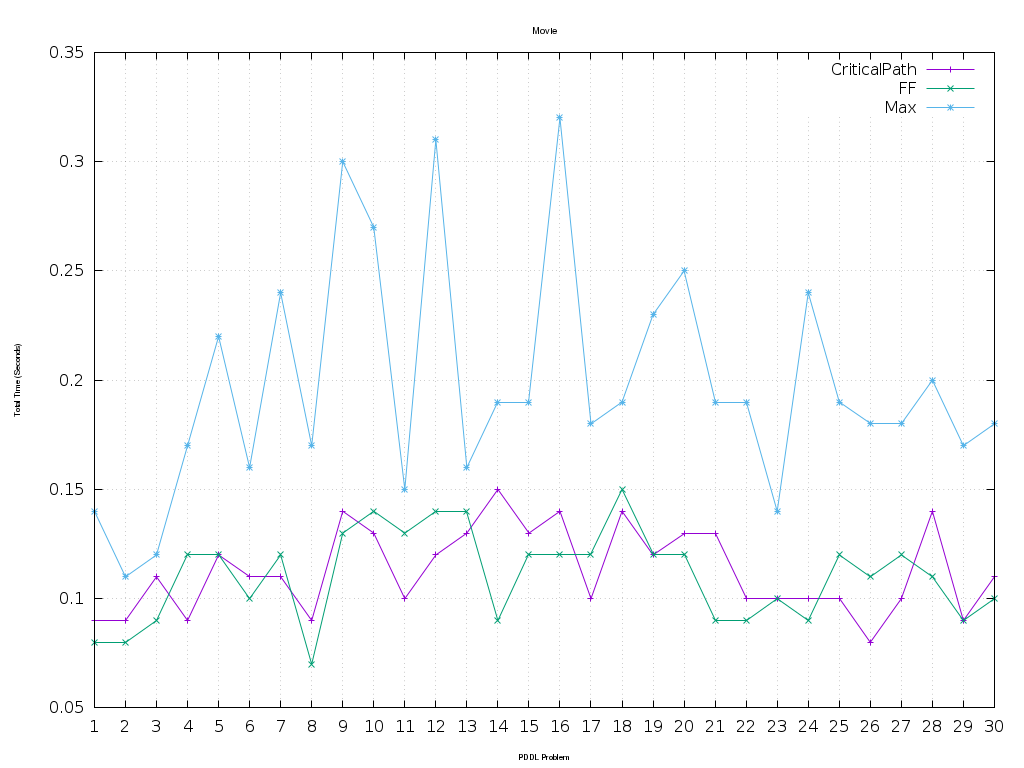 Movie
0.35
CriticalPath
FF
Max
0.3
0.25
0.2
0.15
0.1
0.05
Total Time (Seconds)
1 2 3 4 5 6 7 8 9 10 11 12 13 14 15 16 17 18 19 20 21 22 23 24 25 26 27 28 29 30
PDDL Problem